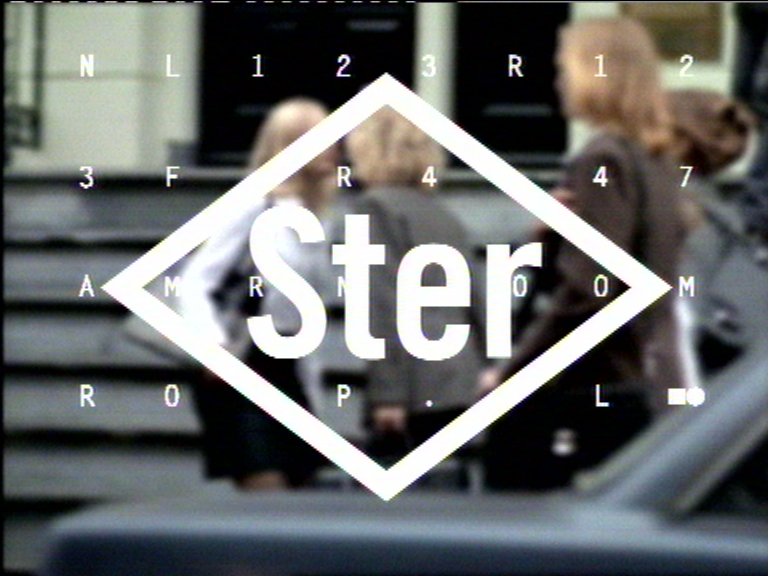 N L 1 2 3 R 1 2
3 F R 4 4 7
Ster
A M R N O O M
R O P . L